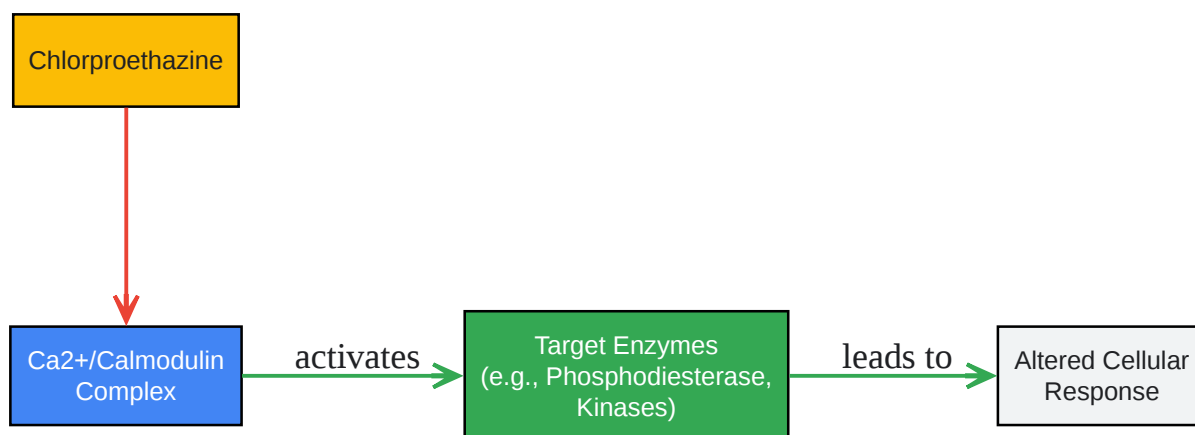 Chlorproethazine
Ca2+/Calmodulin
Complex
activates
Target Enzymes
(e.g., Phosphodiesterase,
Kinases)
leads to
Altered Cellular
Response